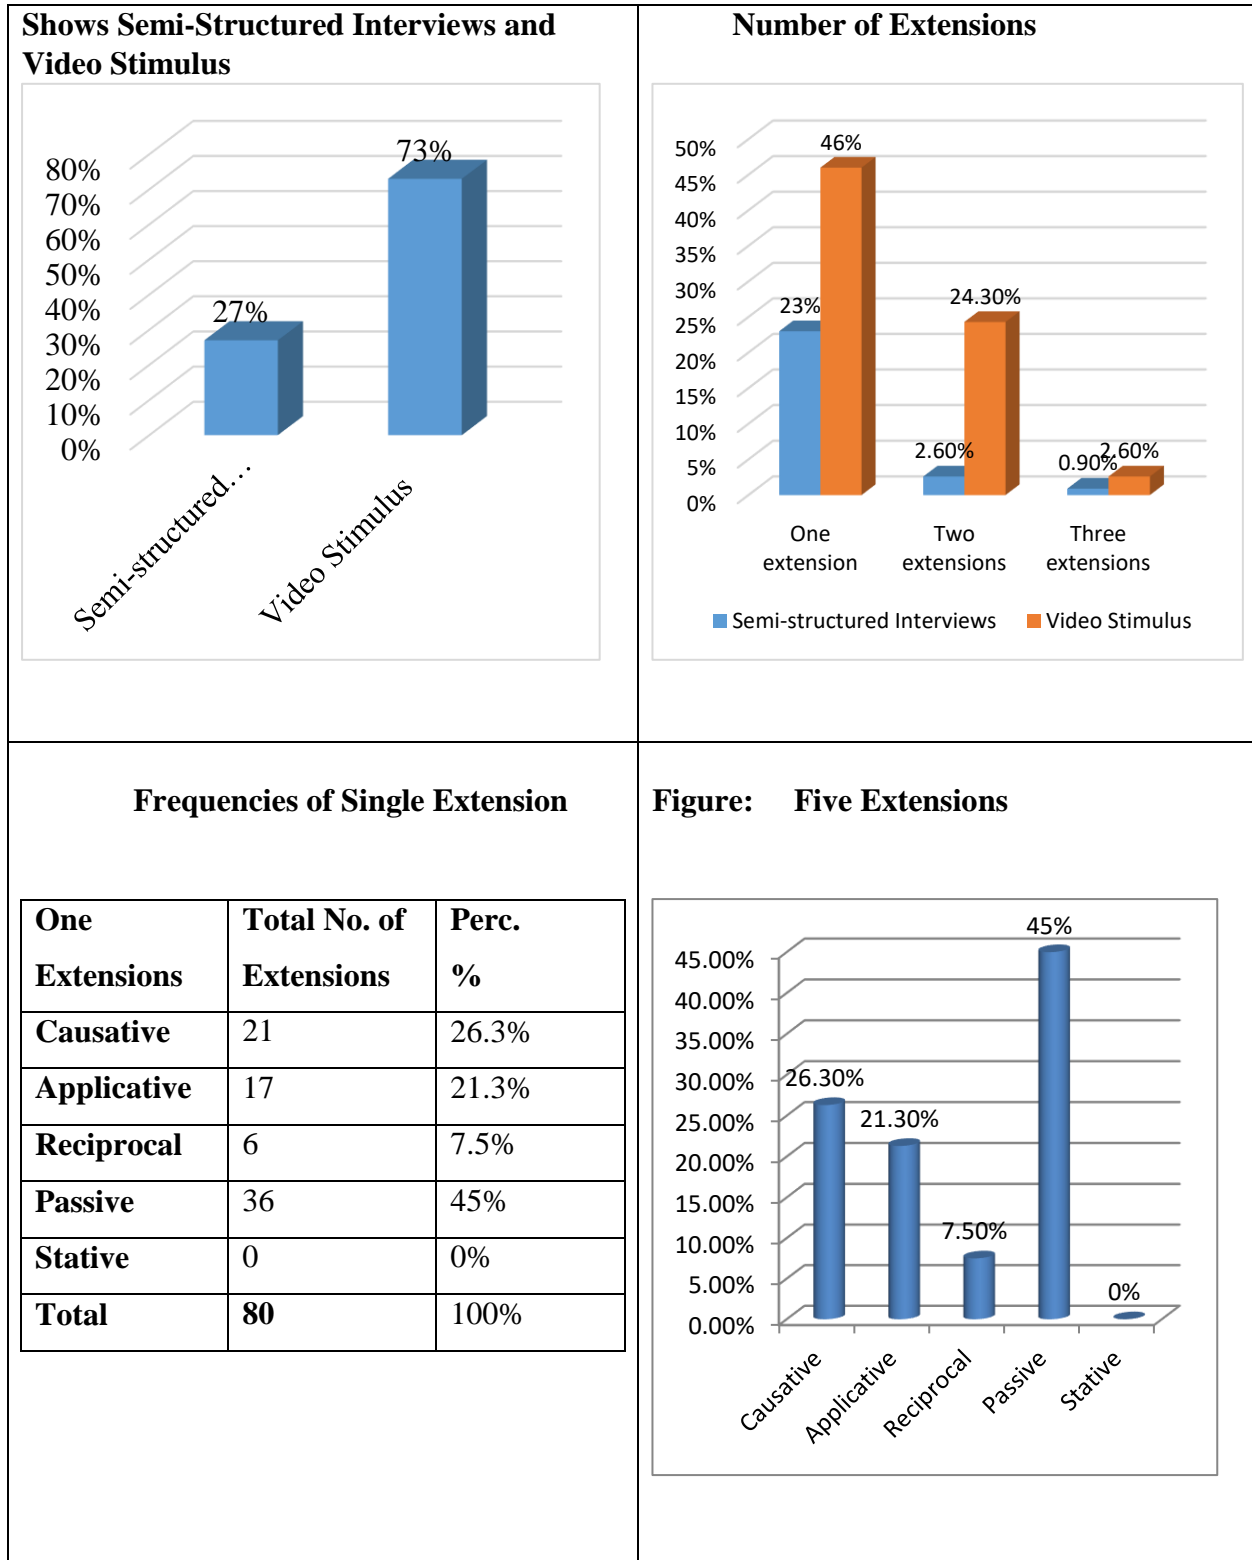 Shows Semi-Structured Interviews and
Video Stimulus
73%
27%
80%
70%
60%
50%
40%
30%
20%
10%
0%
Semi-structured…
Video Stimulus
Number of Extensions
46%
23%
24.30%
2.60%
0.90%
2.60%
50%
45%
40%
35%
30%
25%
20%
15%
10%
5%
0%
One extension
Two extensions
Three extensions
Semi-structured Interviews Video Stimulus
Frequencies of Single Extension
One Extensions Total No. of Extensions Perc. %
Causative 21 26.3%
Applicative 17 21.3%
Reciprocal 6 7.5%
Passive 36 45%
Stative 0 0%
Total 80 100%
Figure: Five Extensions
45%
26.30%
21.30%
7.50%
0%
45.00%
40.00%
35.00%
30.00%
25.00%
20.00%
15.00%
10.00%
5.00%
0.00%
Causative
Applicative
Reciprocal
Passive
Stative